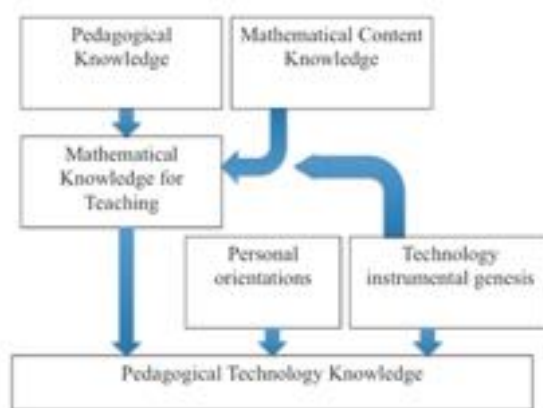 Pedagogical
Knowledge
Mathematical Content
Knowledge
Mathematical
Knowledge for
Teaching
Personal
orientations
Technology
instrumental genesis
Pedagogical Technology Knowledge